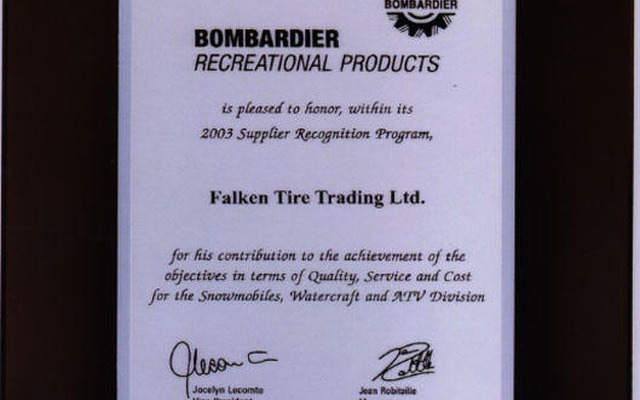 BOMBARDIER
BOMBARDIER
RECREATIONAL PRODUCTS
is pleased to honor, within its
2003 Supplier Recognition Program,
Falken Tire Trading Ltd.
for his contribution to the achievement of the
objectives in terms of Quality, Service and Cost
for the Snowmobiles, Watercraft and ATV Division
Jocelyn Lecomte
Jean Robitaille
Vice President